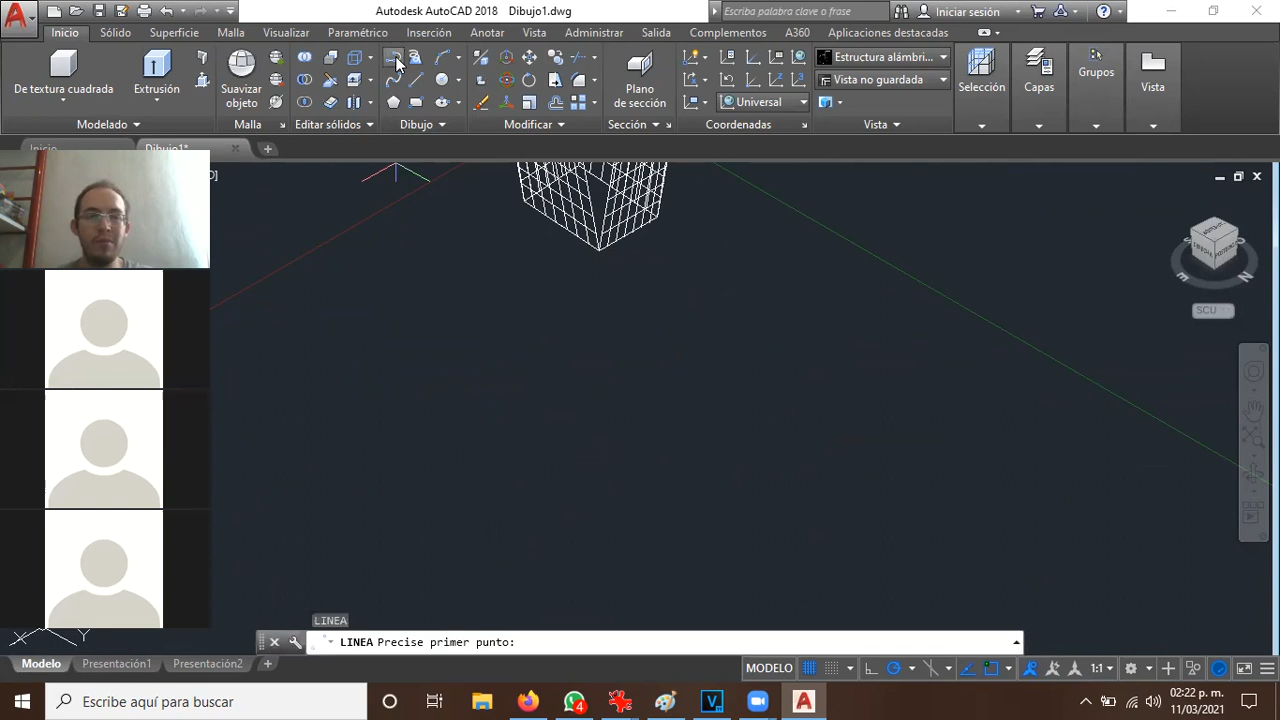 Autodesk AutoCAD 2018 Dibujo1.dwg
Escriba palabra clave o frase
Iniciar sesión
Inicio Sólido Superficie Malla Visualizar Paramétrico Inserción Anotar Vista Administrar Salida Complementos A360 Aplicaciones destacadas
De textura cuadrada
Extrusión
Suavizar objeto
Plano de sección
Estructura alámbri...
Vista no guardada
Universal
Selección
Capas
Grupos
Vista
Modelado
Malla
Editar sólidos
Dibujo
Modificar
Sección
Coordenadas
Vista
Inicio
Dibujo1*
SCU
LINEA
LINEA Precise primer punto:
X Y
Modelo Presentación1 Presentación2
MODELO
1:1
Escribe aquí para buscar
4
02:22 p. m.
11/03/2021